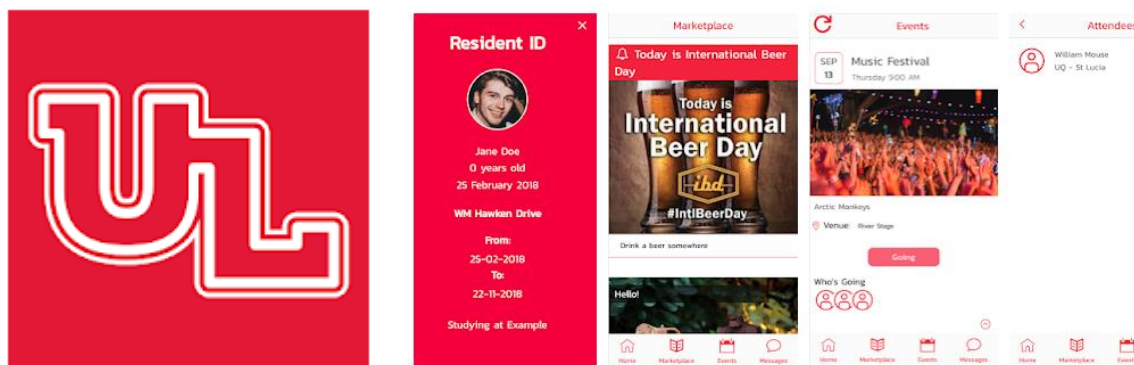 UL
Resident ID
Jane Doe
0 years old
25 February 2018
WM Hawken Drive
From:
25-02-2018
To:
22-11-2018
Studying at Example
Marketplace
Today is International Beer
Day
Today is
International
Beer Day
ibd
#IntlBeerDay
Drink a beer somewhere
Hello!
Home
Marketplace
Events
Messages
Events
SEP
13
Music Festival
Thursday 5:00 AM
Arctic Monkeys
Venue: River Stage
Going
Who's Going
Home
Marketplace
Events
Messages
Attendees
William Mouse
UQ - St Lucia
Home
Marketplace
Events